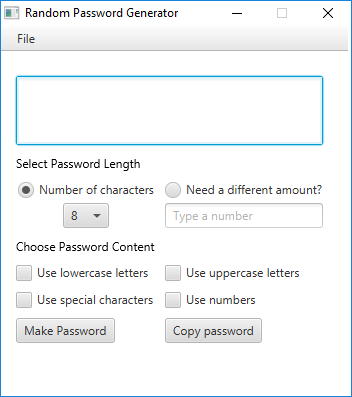 Random Password Generator
File
Select Password Length
Number of characters Need a different amount?
8 Type a number
Choose Password Content
Use lowercase letters Use uppercase letters
Use special characters Use numbers
Make Password Copy password